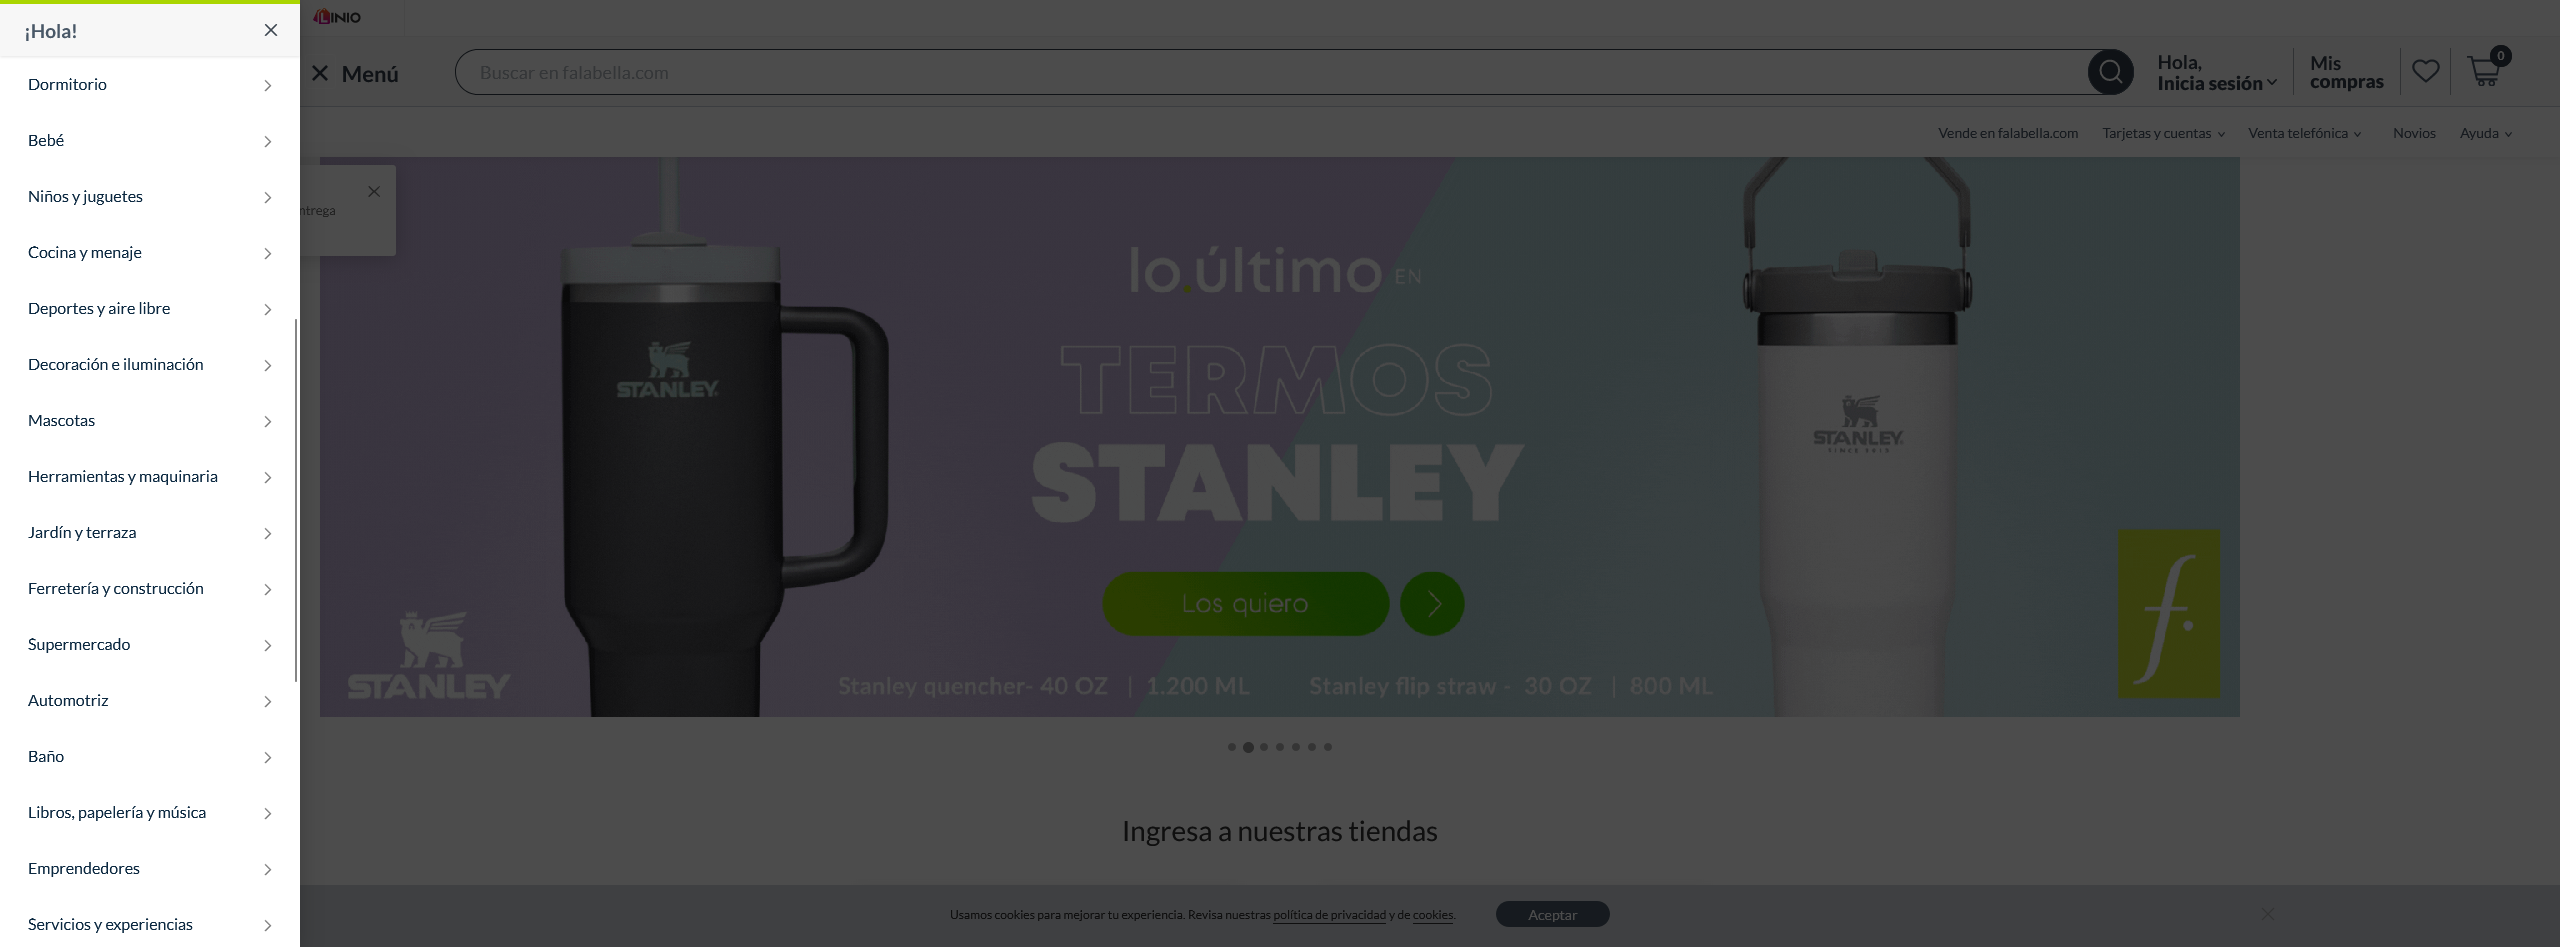 ¡Hola!
Dormitorio
Bebé
Niños y juguetes
Cocina y menaje
Deportes y aire libre
Decoración e iluminación
Mascotas
Herramientas y maquinaria
Jardín y terraza
Ferretería y construcción
Supermercado
Automotriz
Baño
Libros, papelería y música
Emprendedores
Servicios y experiencias
LINIO
Menú
Buscar en falabella.com
Hola,
Inicia sesión
Mis
compras
0
Vende en falabella.com
Tarjetas y cuentas
Venta telefónica
Novios
Ayuda
ntrega
lo.último EN
TERMOS
STANLEY
Los quiero
STANLEY
STANLEY
STANLEY
SINCE 1913
f.
Stanley quencher- 40 OZ | 1.200 ML
Stanley flip straw - 30 OZ | 800 ML
Ingresa a nuestras tiendas
Usamos cookies para mejorar tu experiencia. Revisa nuestras política de privacidad y de cookies.
Aceptar